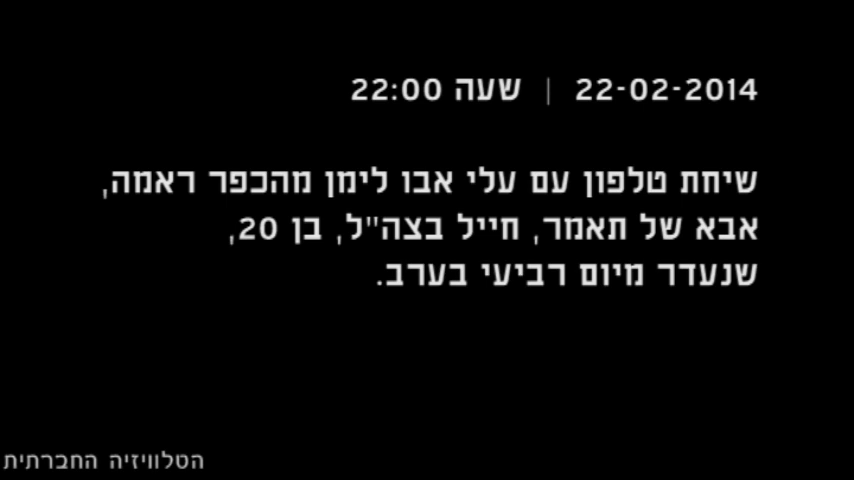 22-02-2014 | שעה 22:00
שיחת טלפון עם עלי אבו לימן מהכפר ראמה,
אבא של תאמר, חייל בצה"ל, בן 20,
שנעדר מיום רביעי בערב.
הטלוויזיה החברתית